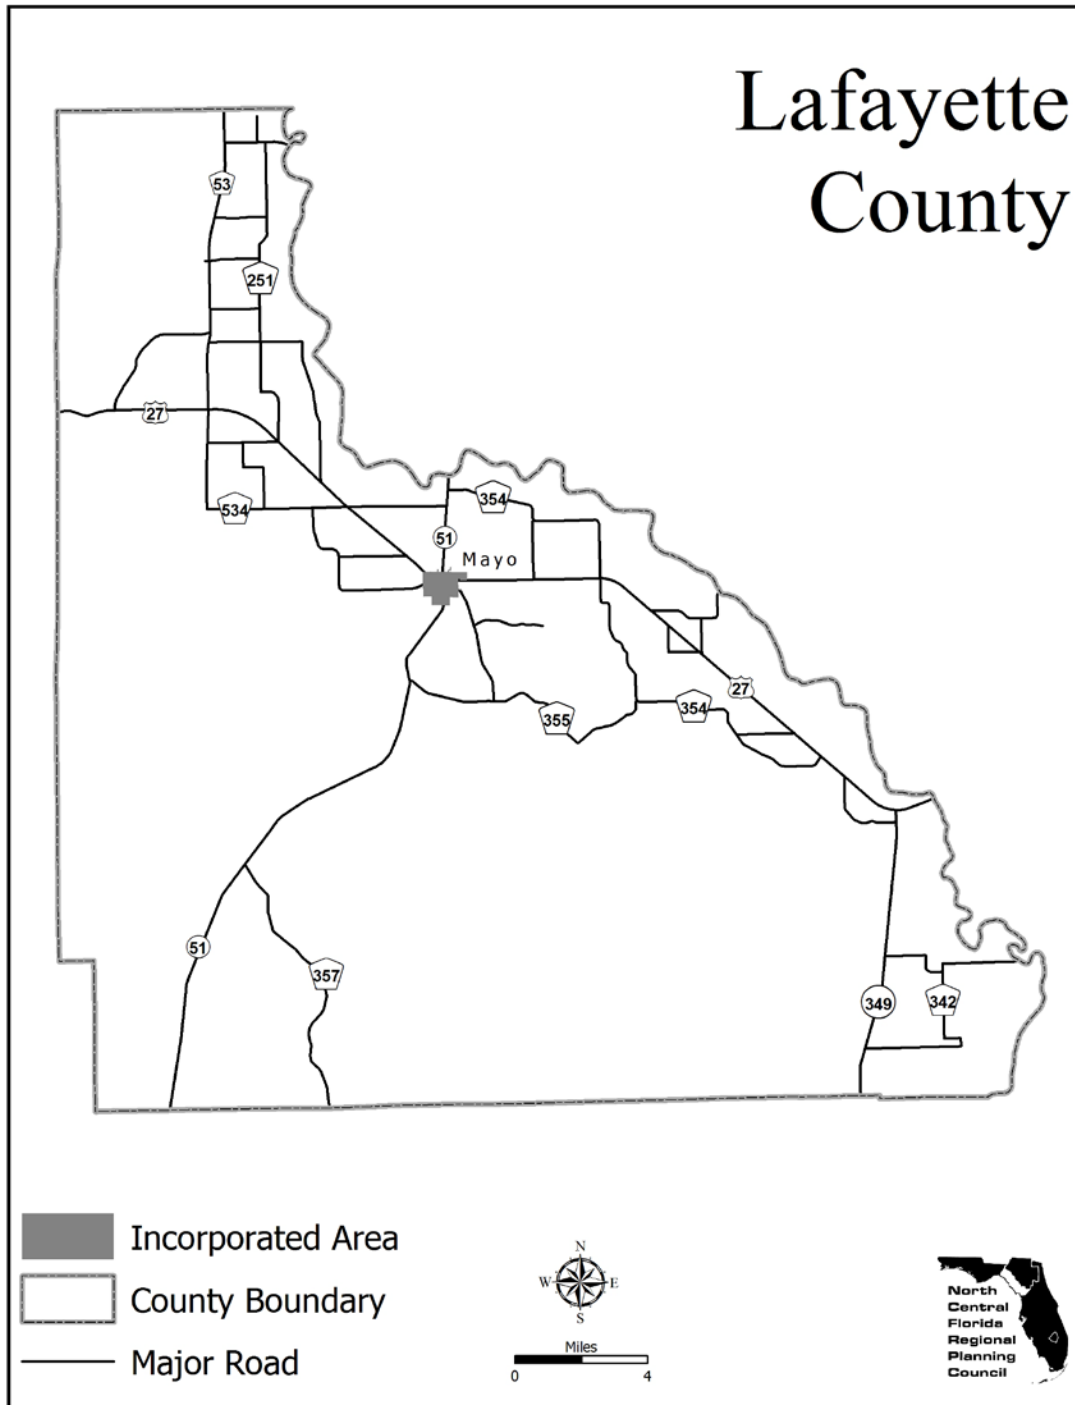 Lafayette
County
53
251
27
534
354
51
Mayo
27
354
355
51
357
349
342
Incorporated Area
County Boundary
Major Road
N
W E
S
Miles
0 4
North
Central
Florida
Regional
Planning
Council